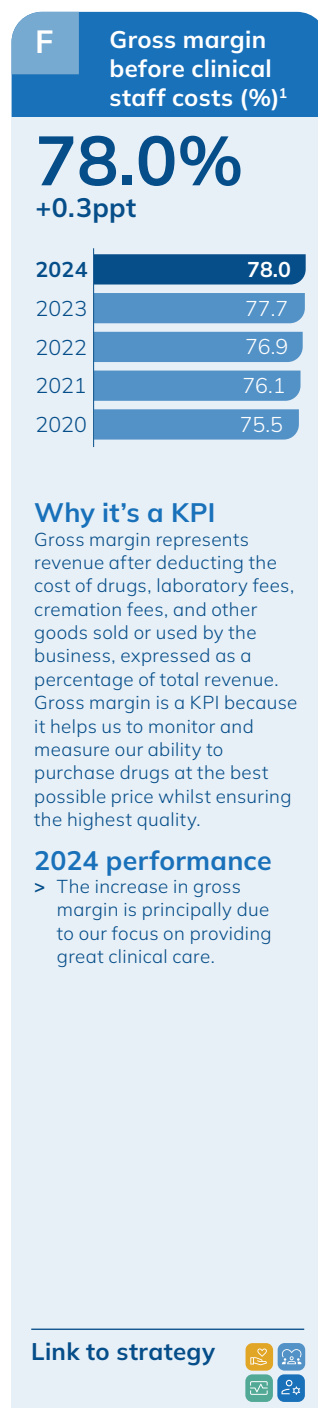 F
Gross margin
before clinical
staff costs (%)¹
78.0%
+0.3ppt
2024 78.0
2023 77.7
2022 76.9
2021 76.1
2020 75.5
Why it’s a KPI
Gross margin represents
revenue after deducting the
cost of drugs, laboratory fees,
cremation fees, and other
goods sold or used by the
business, expressed as a
percentage of total revenue.
Gross margin is a KPI because
it helps us to monitor and
measure our ability to
purchase drugs at the best
possible price whilst ensuring
the highest quality.
2024 performance
> The increase in gross
margin is principally due
to our focus on providing
great clinical care.
Link to strategy